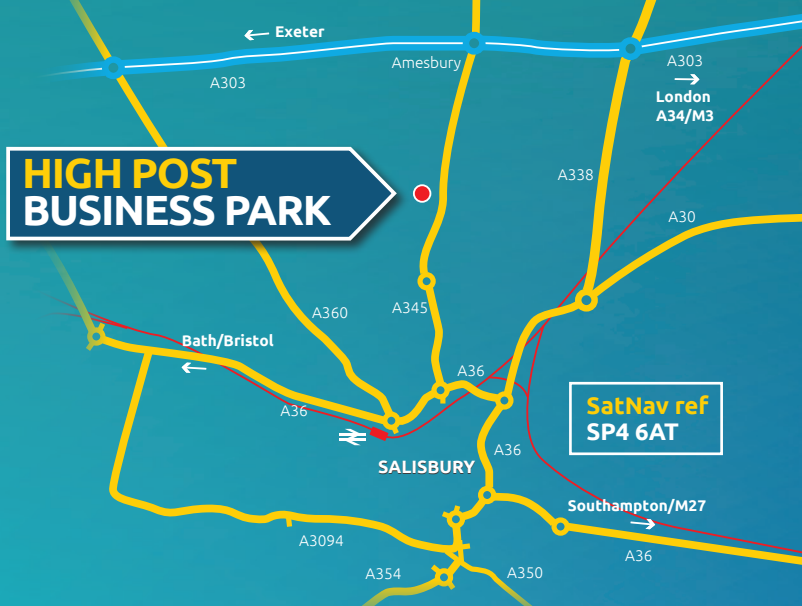 Exeter
Amesbury
A303
A303
London
A34/M3
HIGH POST
BUSINESS PARK
A338
A30
A360
A345
Bath/Bristol
A36
A36
SatNav ref
SP4 6AT
A36
SALISBURY
A36
Southampton/M27
A3094
A36
A354
A350